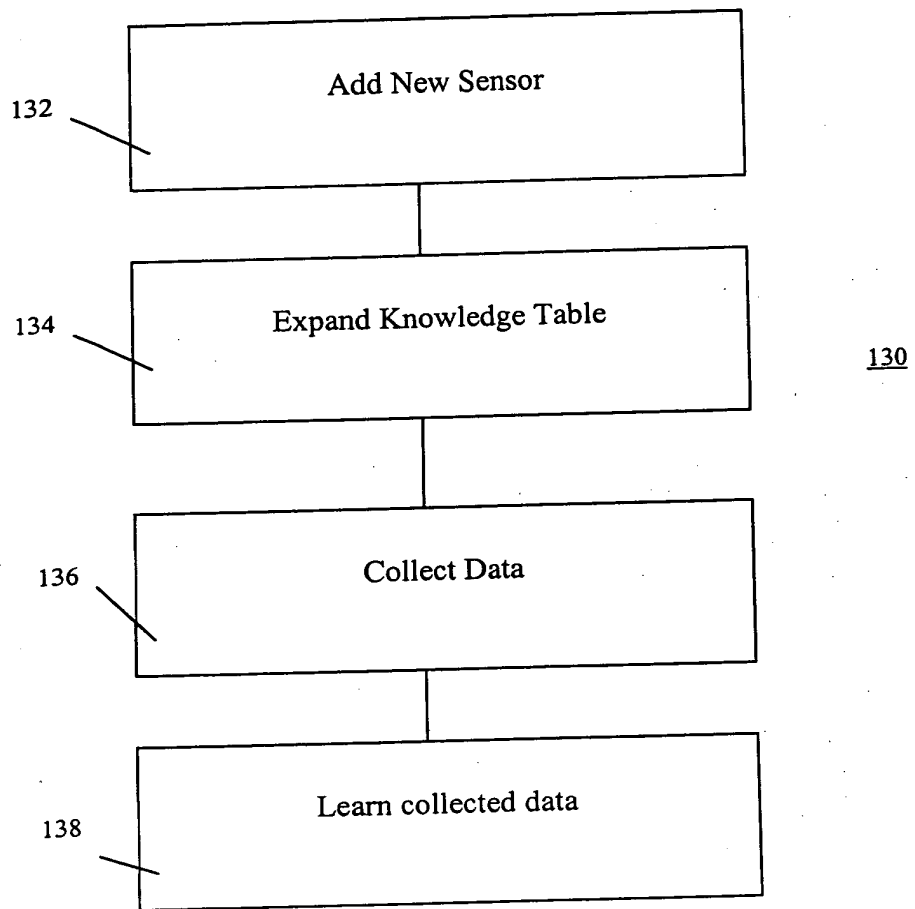 Add New Sensor
132
Expand Knowledge Table
134
130
Collect Data
136
Learn collected data
138